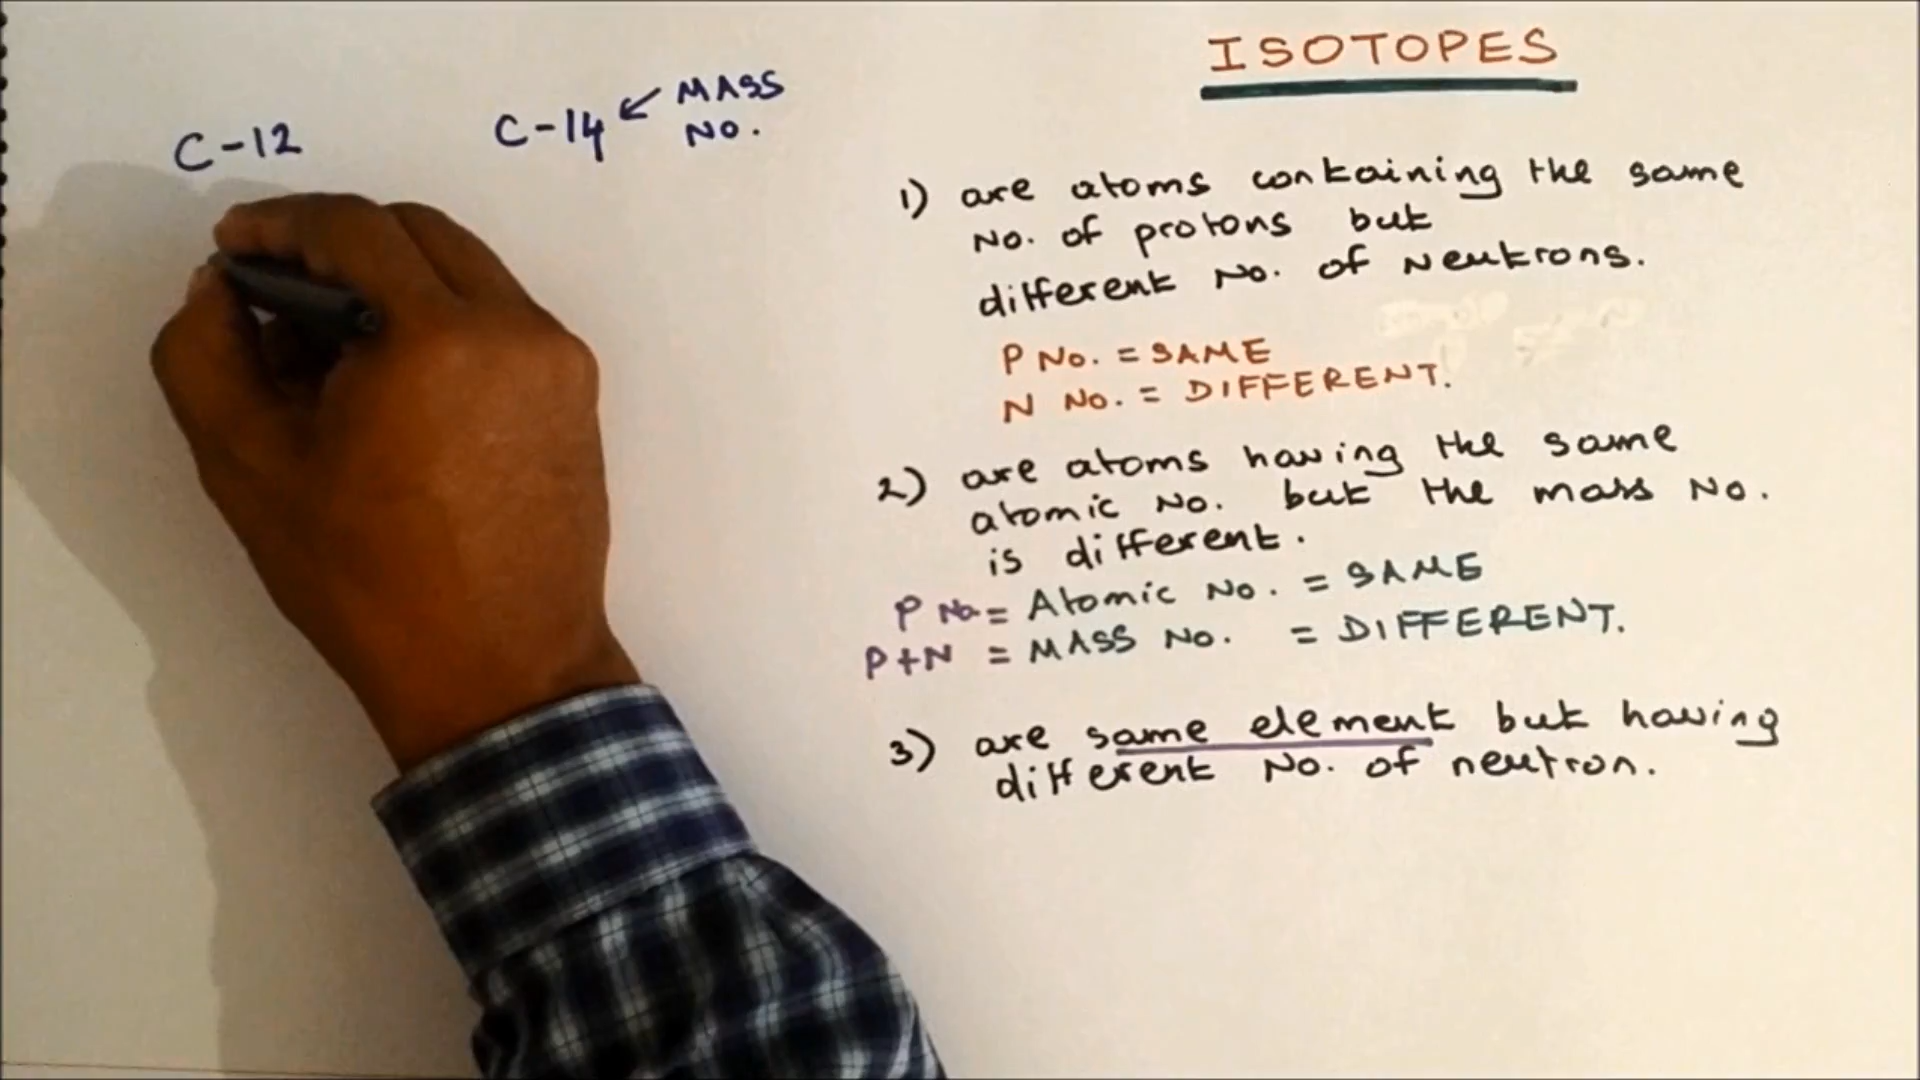 ISOTOPES
C-12
C-14 ← MASS
NO.
1) are atoms containing the same
No. of protons but
different No. of Neutrons.
P No. = SAME
N No. = DIFFERENT.
2) are atoms having the same
atomic No. but the mass No.
is different.
P No = Atomic No. = SAME
P+N = MASS No. = DIFFERENT.
3) are same element but having
different No. of neutron.